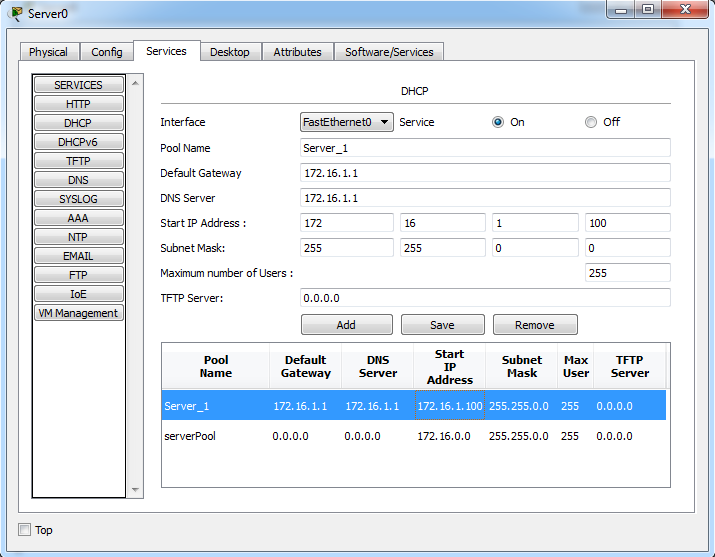 Server0
Physical Config Services Desktop Attributes Software/Services
SERVICES
HTTP
DHCP
DHCPv6
TFTP
DNS
SYSLOG
AAA
NTP
EMAIL
FTP
IoE
VM Management
DHCP
Interface FastEthernet0 Service On Off
Pool Name Server_1
Default Gateway 172.16.1.1
DNS Server 172.16.1.1
Start IP Address : 172 16 1 100
Subnet Mask: 255 255 0 0
Maximum number of Users : 255
TFTP Server: 0.0.0.0
Add Save Remove
Pool Name Default Gateway DNS Server Start IP Address Subnet Mask Max User TFTP Server
Server_1 172.16.1.1 172.16.1.1 172.16.1.100 255.255.0.0 255 0.0.0.0
serverPool 0.0.0.0 0.0.0.0 172.16.0.0 255.255.0.0 255 0.0.0.0
Top